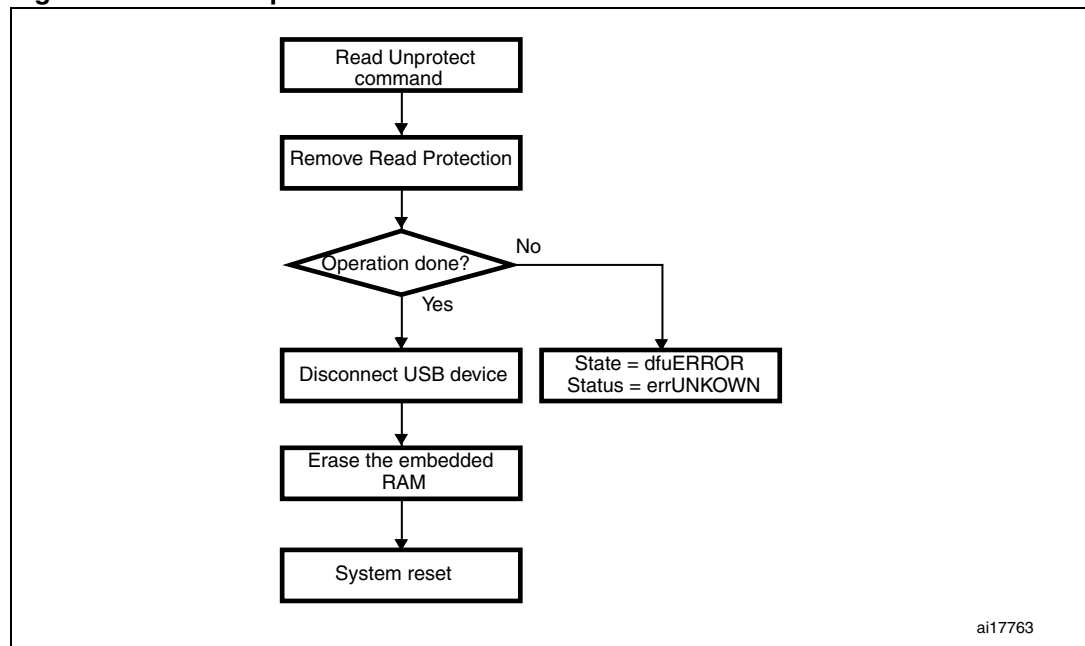 Read Unprotect
command
Remove Read Protection
No
Operation done?
Yes
Disconnect USB device
State = dfuERROR
Status = errUNKOWN
Erase the embedded
RAM
System reset
ai17763